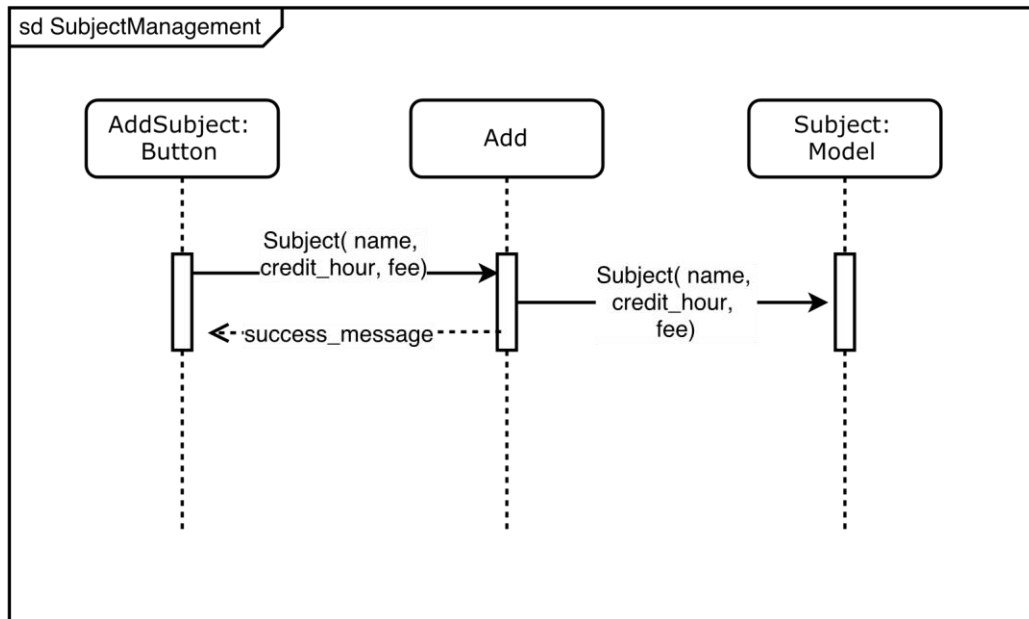 sd SubjectManagement
AddSubject:
Button
Add
Subject:
Model
Subject( name,
credit_hour, fee)
Subject( name,
credit_hour,
fee)
success_message